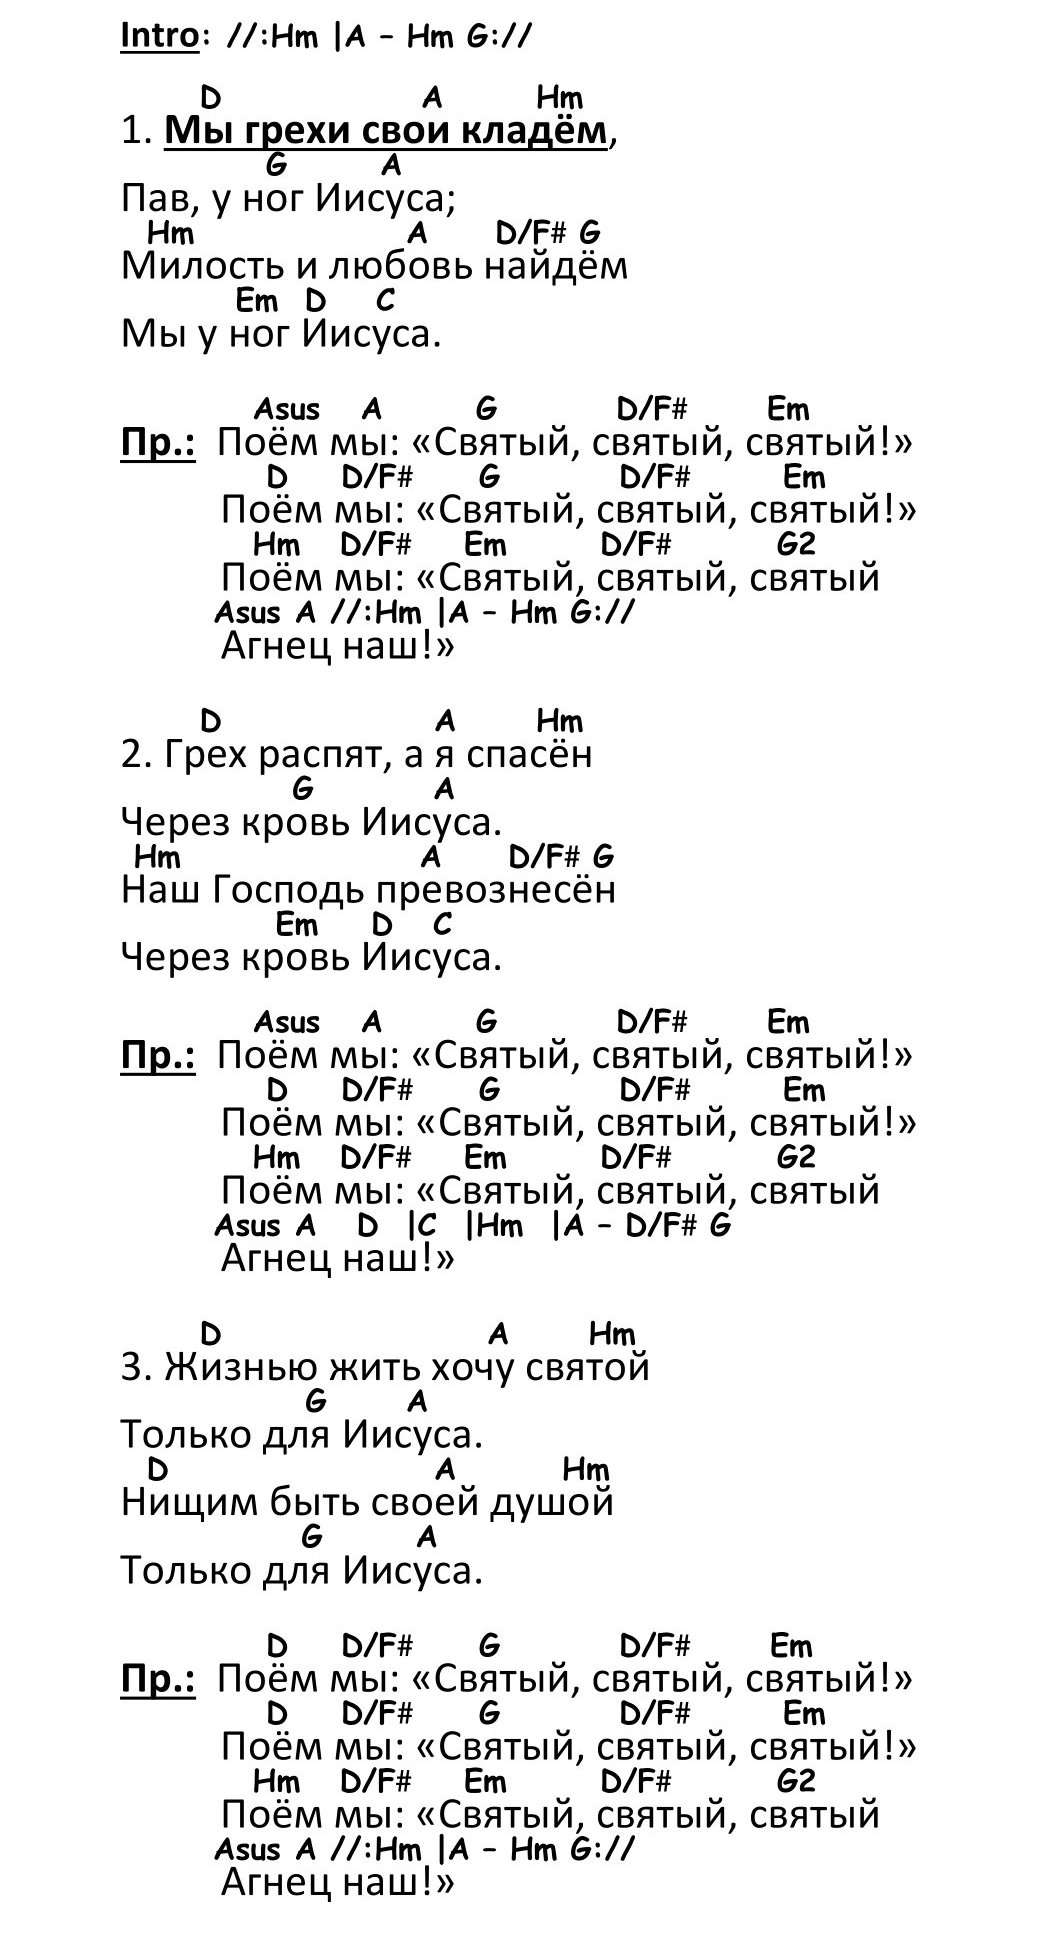 Intro: //:Hm |A – Hm G://
D A Hm
1. Мы грехи свои кладём,
G A
Пав, у ног Иисуса;
Hm A D/F# G
Милость и любовь найдём
Em D C
Мы у ног Иисуса.
Asus A G D/F# Em
Пр.: Поём мы: «Святый, святый, святый!»
D D/F# G D/F# Em
Поём мы: «Святый, святый, святый!»
Hm D/F# Em D/F# G2
Поём мы: «Святый, святый, святый
Asus A //:Hm |A – Hm G://
Агнец наш!»
D A Hm
2. Грех распят, а я спасён
G A
Через кровь Иисуса.
Hm A D/F# G
Наш Господь превознесён
Em D C
Через кровь Иисуса.
Asus A G D/F# Em
Пр.: Поём мы: «Святый, святый, святый!»
D D/F# G D/F# Em
Поём мы: «Святый, святый, святый!»
Hm D/F# Em D/F# G2
Поём мы: «Святый, святый, святый
Asus A D |C |Hm |A – D/F# G
Агнец наш!»
D A Hm
3. Жизнью жить хочу святой
G A
Только для Иисуса.
D A Hm
Нищим быть своей душой
G A
Только для Иисуса.
D D/F# G D/F# Em
Пр.: Поём мы: «Святый, святый, святый!»
D D/F# G D/F# Em
Поём мы: «Святый, святый, святый!»
Hm D/F# Em D/F# G2
Поём мы: «Святый, святый, святый
Asus A //:Hm |A – Hm G://
Агнец наш!»